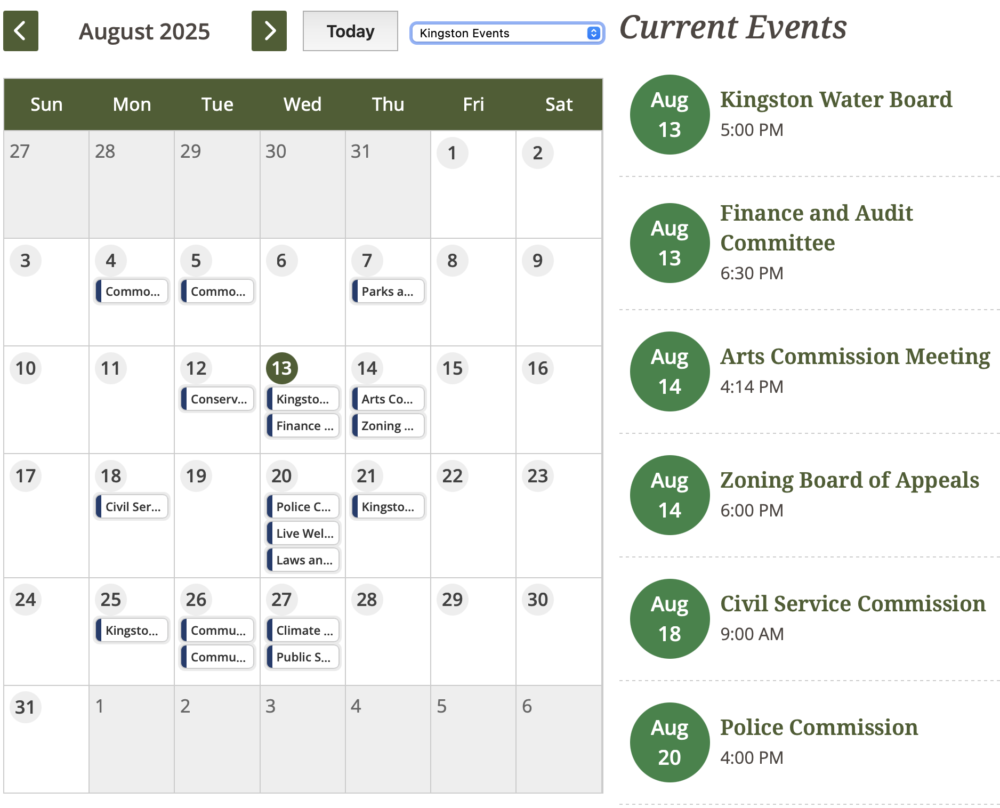 August 2025
Today
Kingston Events
Sun Mon Tue Wed Thu Fri Sat
27 28 29 30 31 1 2
3 4 5 6 7 8 9
Commo... Commo... Parks a...
10 11 12 13 14 15 16
Conserv... Kingsto... Arts Co...
Finance ... Zoning ...
17 18 19 20 21 22 23
Civil Ser... Police C... Kingsto...
Live Wel...
Laws an...
24 25 26 27 28 29 30
Kingsto... Commu... Climate ...
Commu... Public S...
31 1 2 3 4 5 6
Current Events
Aug
13
Kingston Water Board
5:00 PM
Aug
13
Finance and Audit
Committee
6:30 PM
Aug
14
Arts Commission Meeting
4:14 PM
Aug
14
Zoning Board of Appeals
6:00 PM
Aug
18
Civil Service Commission
9:00 AM
Aug
20
Police Commission
4:00 PM